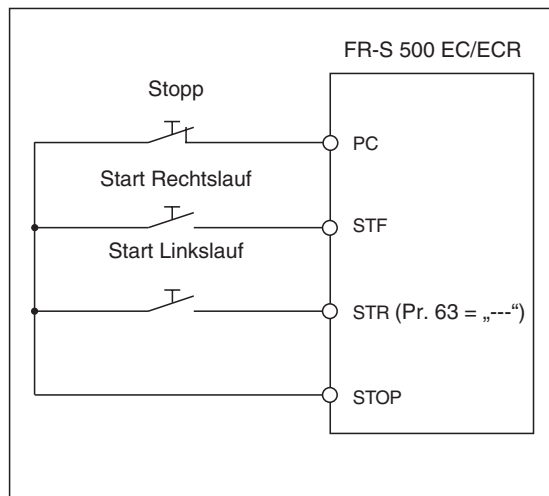 FR-S 500 EC/ECR
Stopp
PC
Start Rechtslauf
STF
Start Linkslauf
STR (Pr. 63 = „---“)
STOP